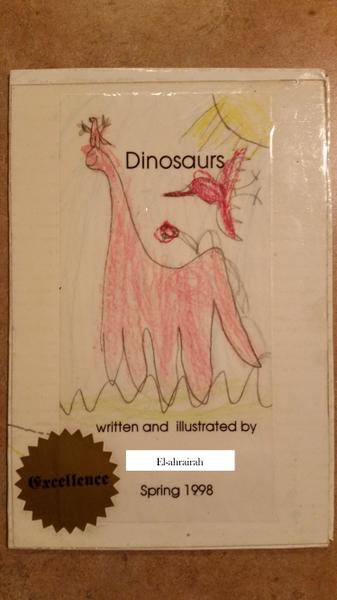 Dinosaurs
written and illustrated by
El-ahrairah
Excellence
Spring 1998